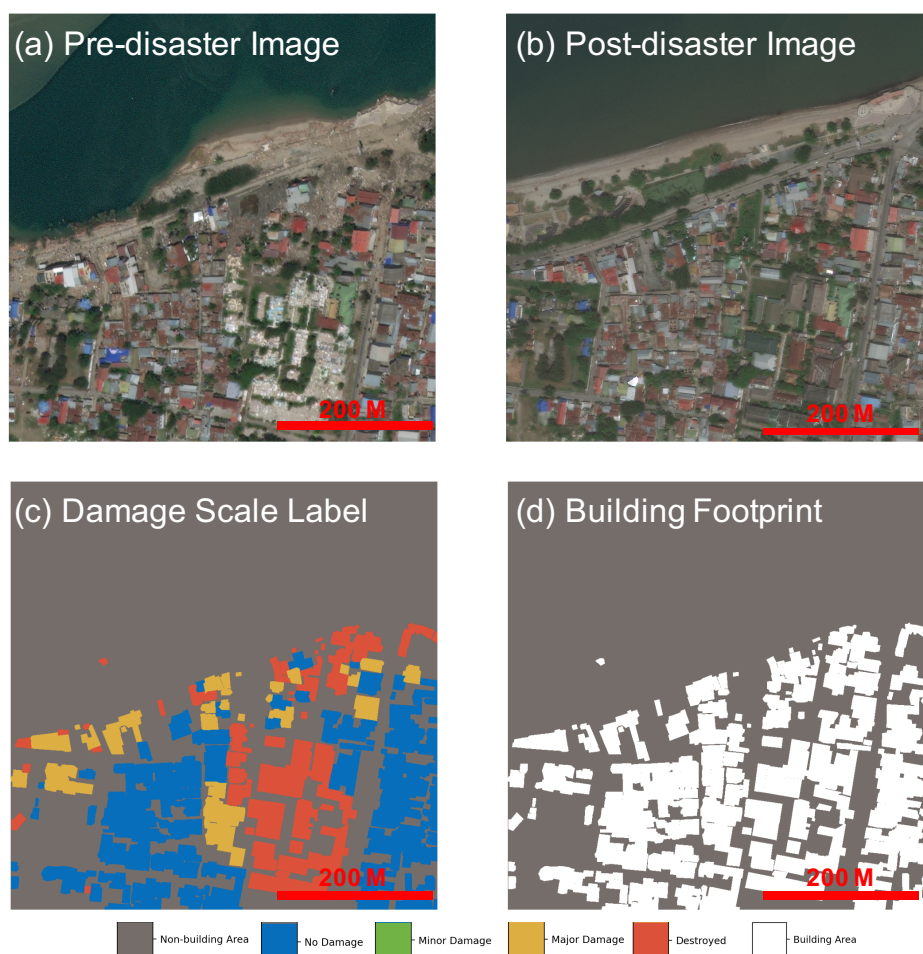 (a) Pre-disaster Image
(b) Post-disaster Image
200 M
200 M
(c) Damage Scale Label
(d) Building Footprint
200 M
200 M
Non-building Area
No Damage
Minor Damage
Major Damage
Destroyed
Building Area